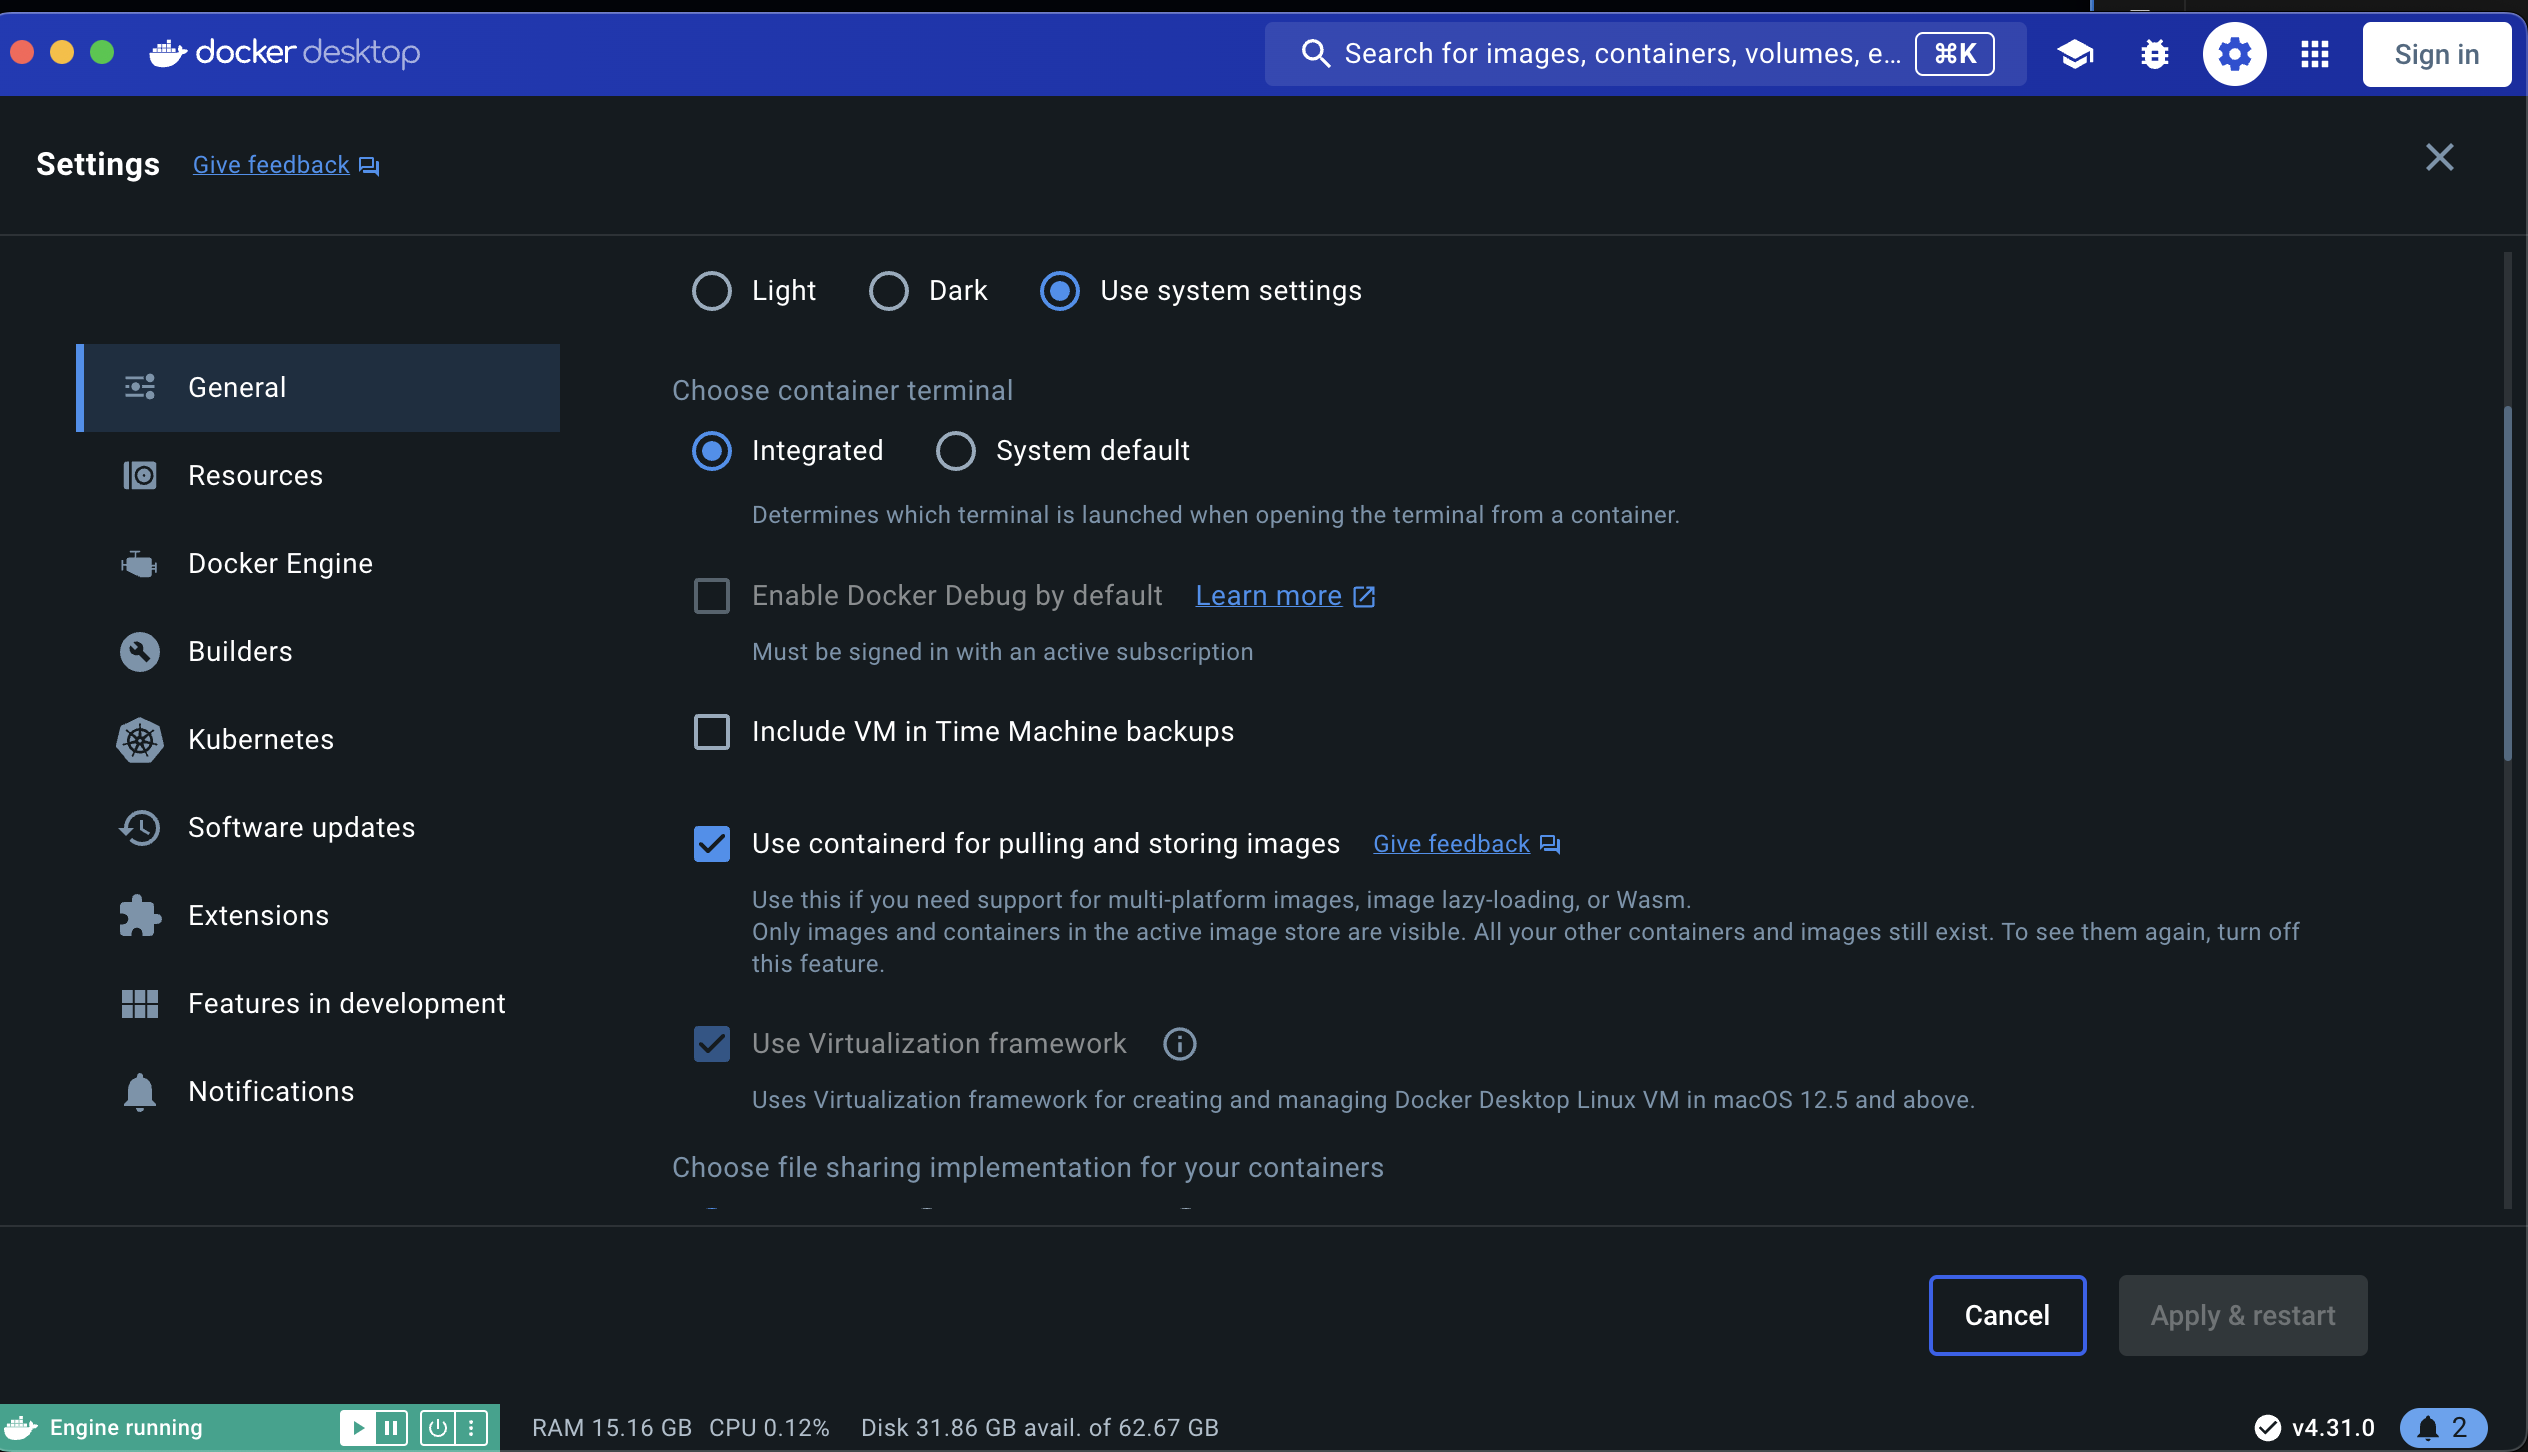 docker desktop
Search for images, containers, volumes, e... ⌘K
Sign in
Settings Give feedback
Light Dark Use system settings
General
Resources
Docker Engine
Builders
Kubernetes
Software updates
Extensions
Features in development
Notifications
Choose container terminal
Integrated System default
Determines which terminal is launched when opening the terminal from a container.
Enable Docker Debug by default Learn more
Must be signed in with an active subscription
Include VM in Time Machine backups
Use containerd for pulling and storing images Give feedback
Use this if you need support for multi-platform images, image lazy-loading, or Wasm.
Only images and containers in the active image store are visible. All your other containers and images still exist. To see them again, turn off
this feature.
Use Virtualization framework
Uses Virtualization framework for creating and managing Docker Desktop Linux VM in macOS 12.5 and above.
Choose file sharing implementation for your containers
Cancel Apply & restart
Engine running RAM 15.16 GB CPU 0.12% Disk 31.86 GB avail. of 62.67 GB v4.31.0 2